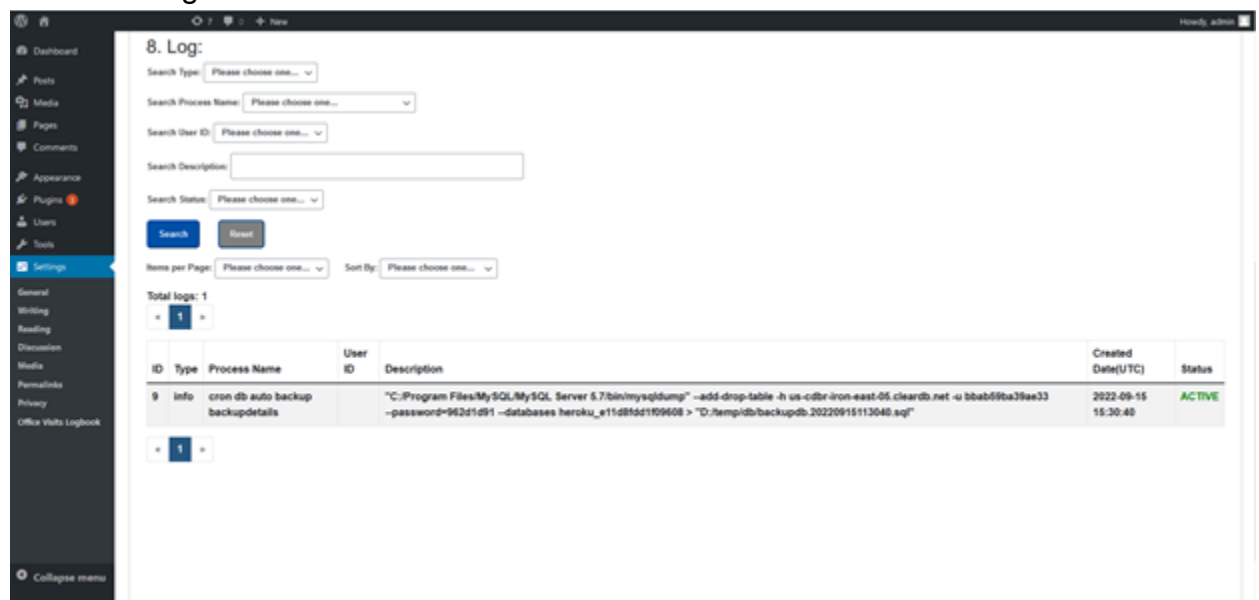 7 0 + New Howdy, admin
Dashboard
Posts
Media
Pages
Comments
Appearance
Plugins 3
Users
Tools
Settings
General
Writing
Reading
Discussion
Media
Permalinks
Privacy
Office Visits Logbook
Collapse menu
8. Log:
Search Type: Please choose one...
Search Process Name: Please choose one...
Search User ID: Please choose one...
Search Description:
Search Status: Please choose one...
Search Reset
Items per Page: Please choose one... Sort By: Please choose one...
Total logs: 1
« 1 »
ID Type Process Name User ID Description Created Date(UTC) Status
9 info cron db auto backup backupdetails "C:/Program Files/MySQL/MySQL Server 5.7/bin/mysqldump" --add-drop-table -h us-cdbr-iron-east-05.cleardb.net -u bbab59ba39ae33 --password=962d1d91 --databases heroku_e11d8fdd1f09608 > "D:/temp/db/backupdb.20220915113040.sql" 2022-09-15 15:30:40 ACTIVE
« 1 »